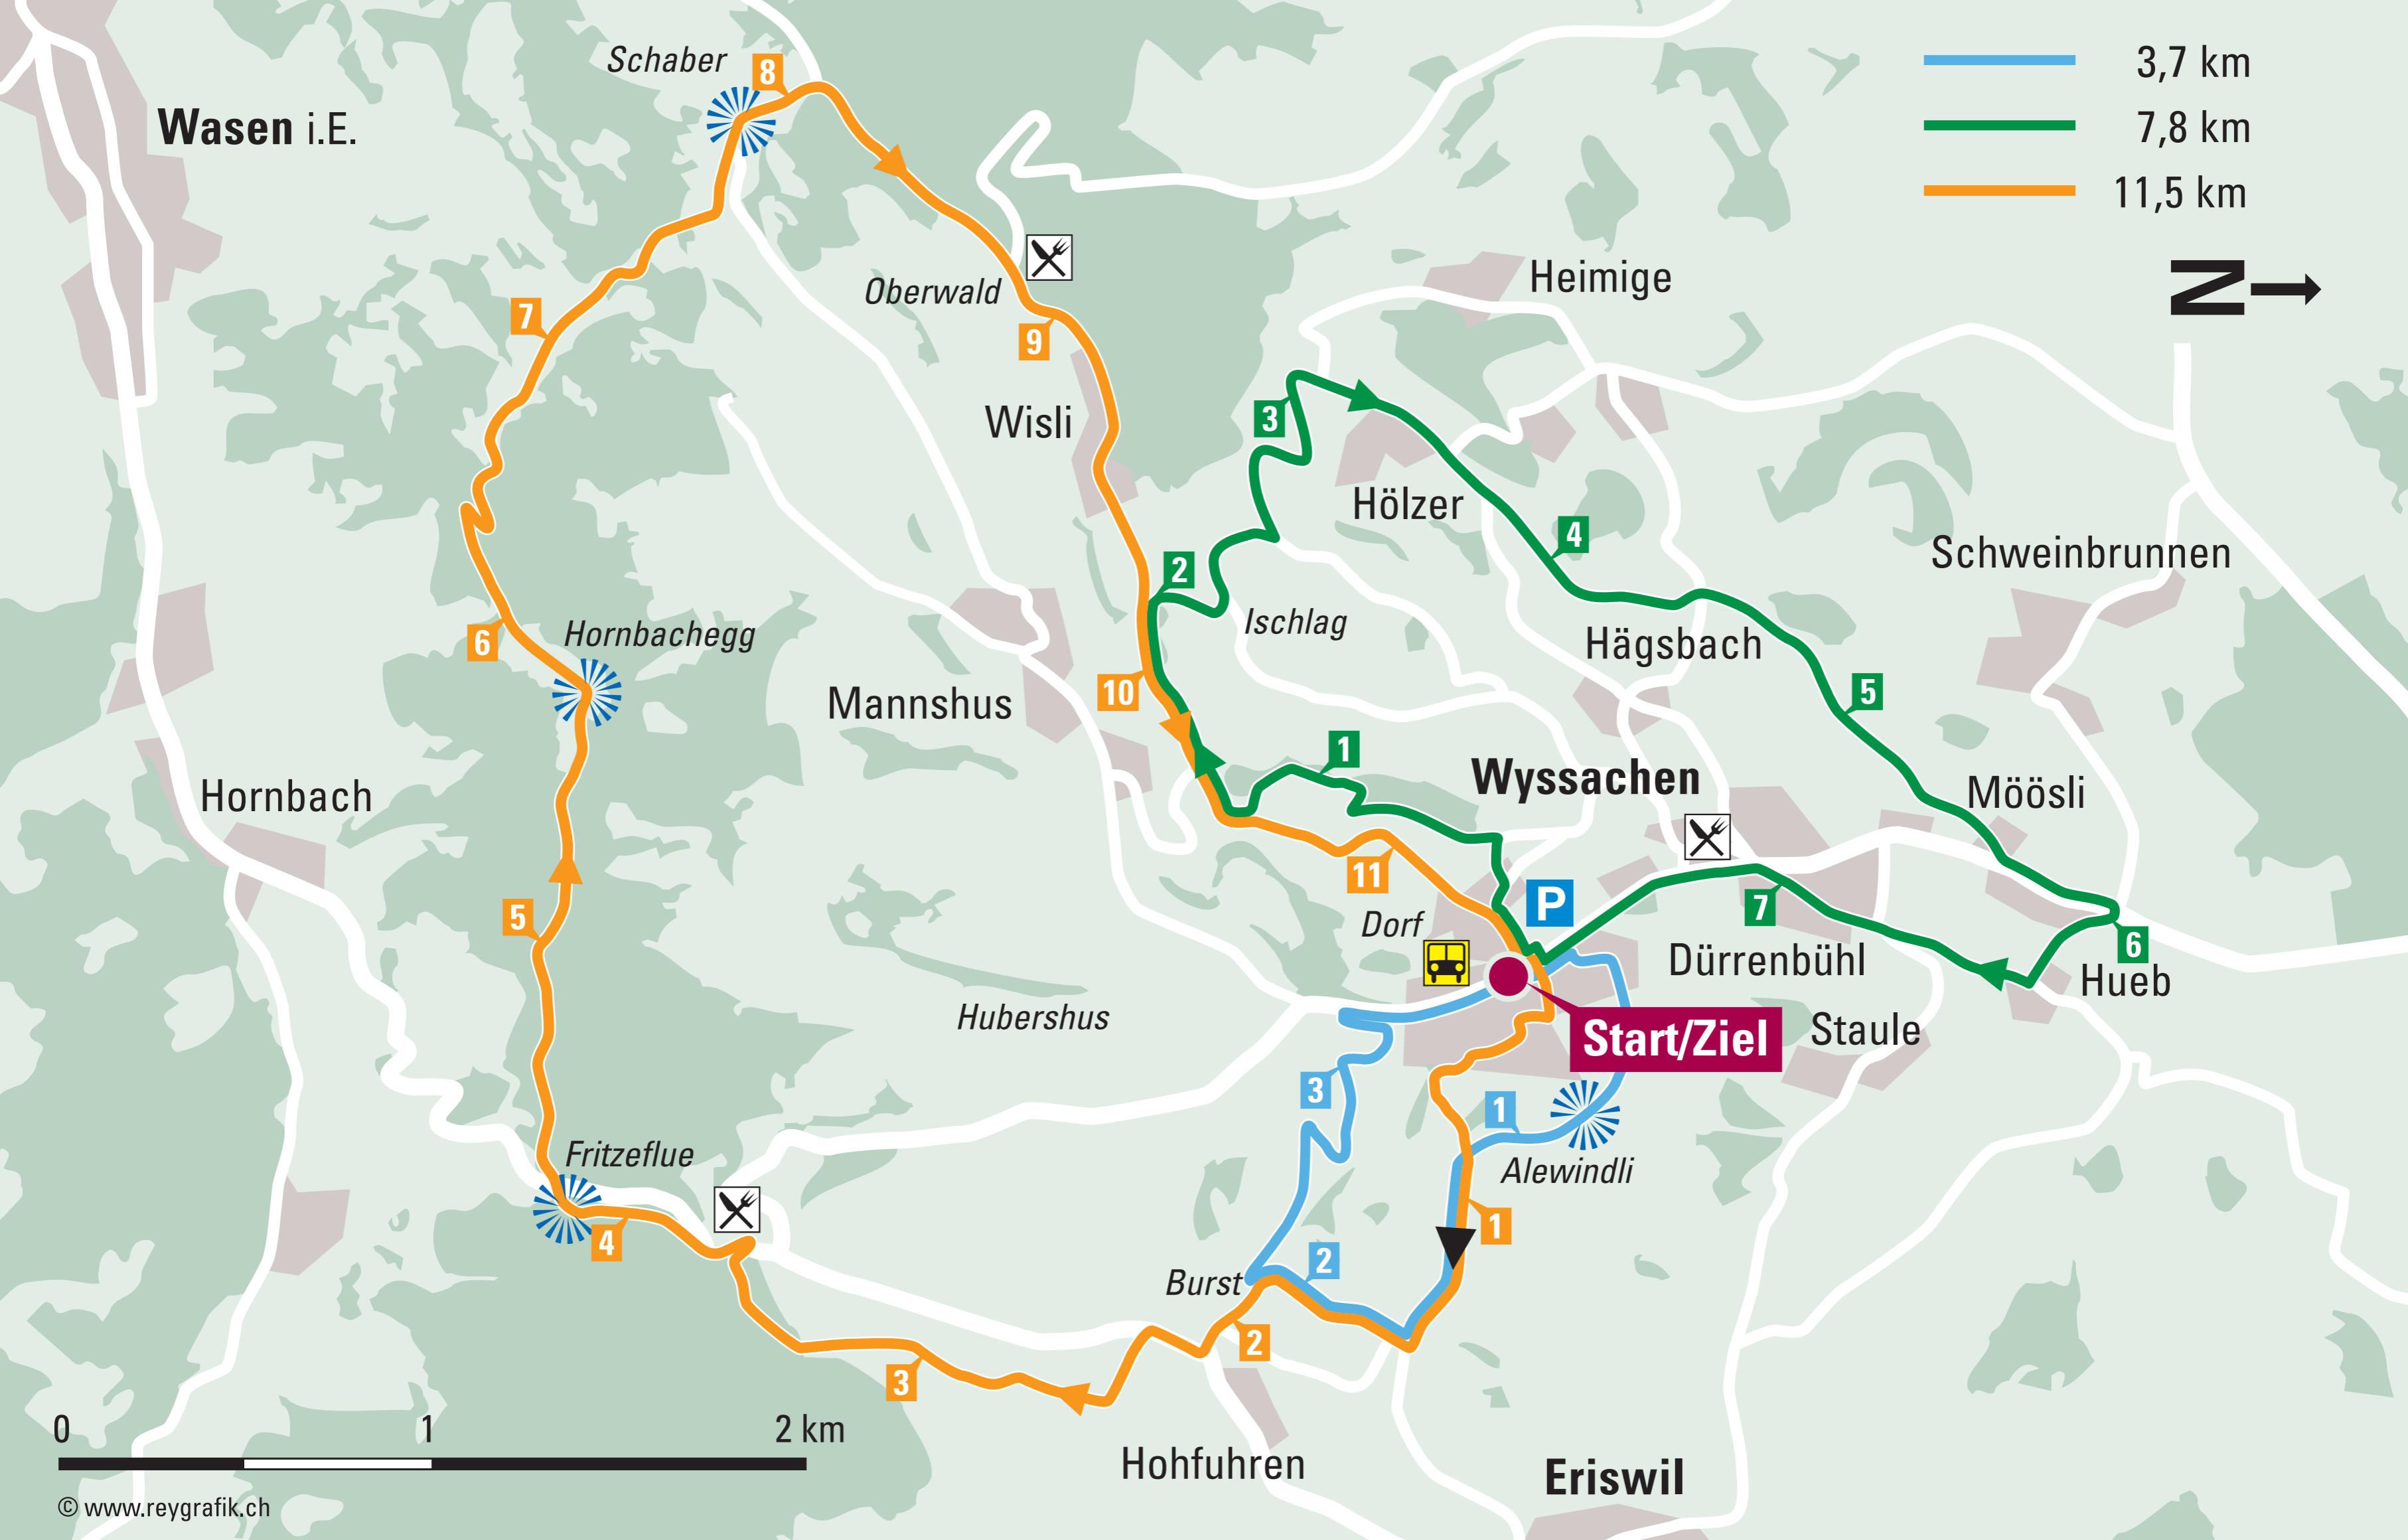 3,7 km
7,8 km
11,5 km
N
Schaber
8
Wasen i.E.
Oberwald
Heimige
7
9
3
Wisli
Hölzer
4
Schweinbrunnen
2
Ischlag
6
Hornbachegg
Hägsbach
10
5
Mannshus
1
Wyssachen
Möösli
Hornbach
11
P
5
Dorf
7
6
Dürrenbühl
Hueb
Hubershus
Start/Ziel
Staule
3
1
Fritzeflue
Alewindli
4
1
2
Burst
2
3
0 1 2 km
Hohfuhren
Eriswil
© www.reygrafik.ch